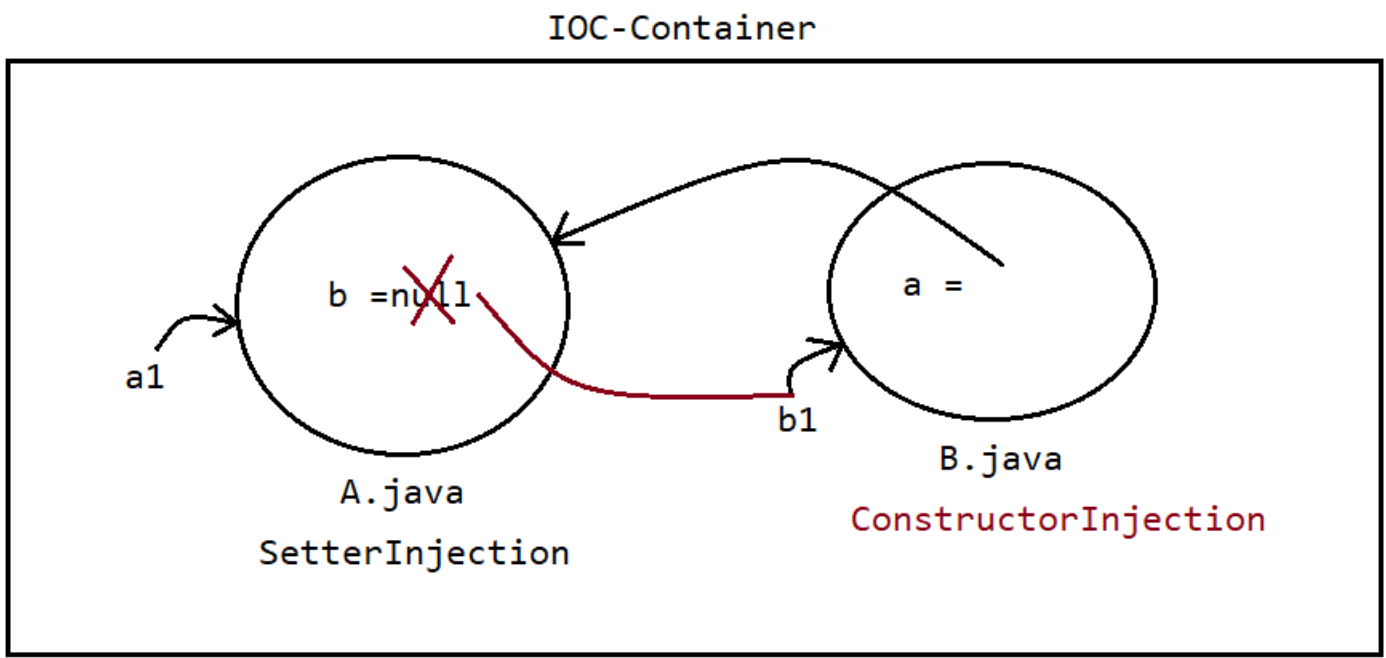 IOC-Container
b =null
a =
a1
b1
A.java
B.java
SetterInjection
ConstructorInjection